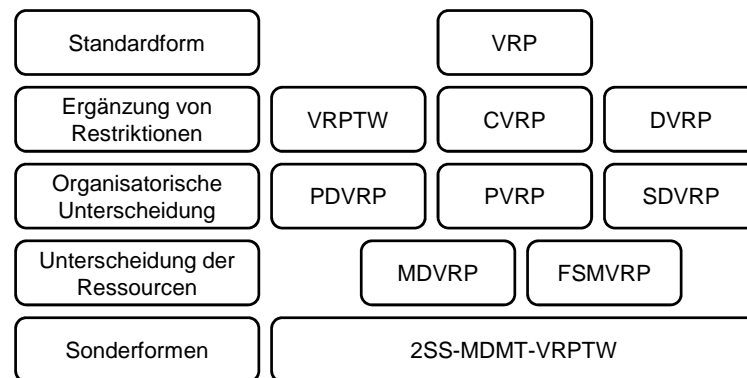 Standardform
VRP
Ergänzung von
Restriktionen
VRPTW
CVRP
DVRP
Organisatorische
Unterscheidung
PDVRP
PVRP
SDVRP
Unterscheidung der
Ressourcen
MDVRP
FSMVRP
Sonderformen
2SS-MDMT-VRPTW